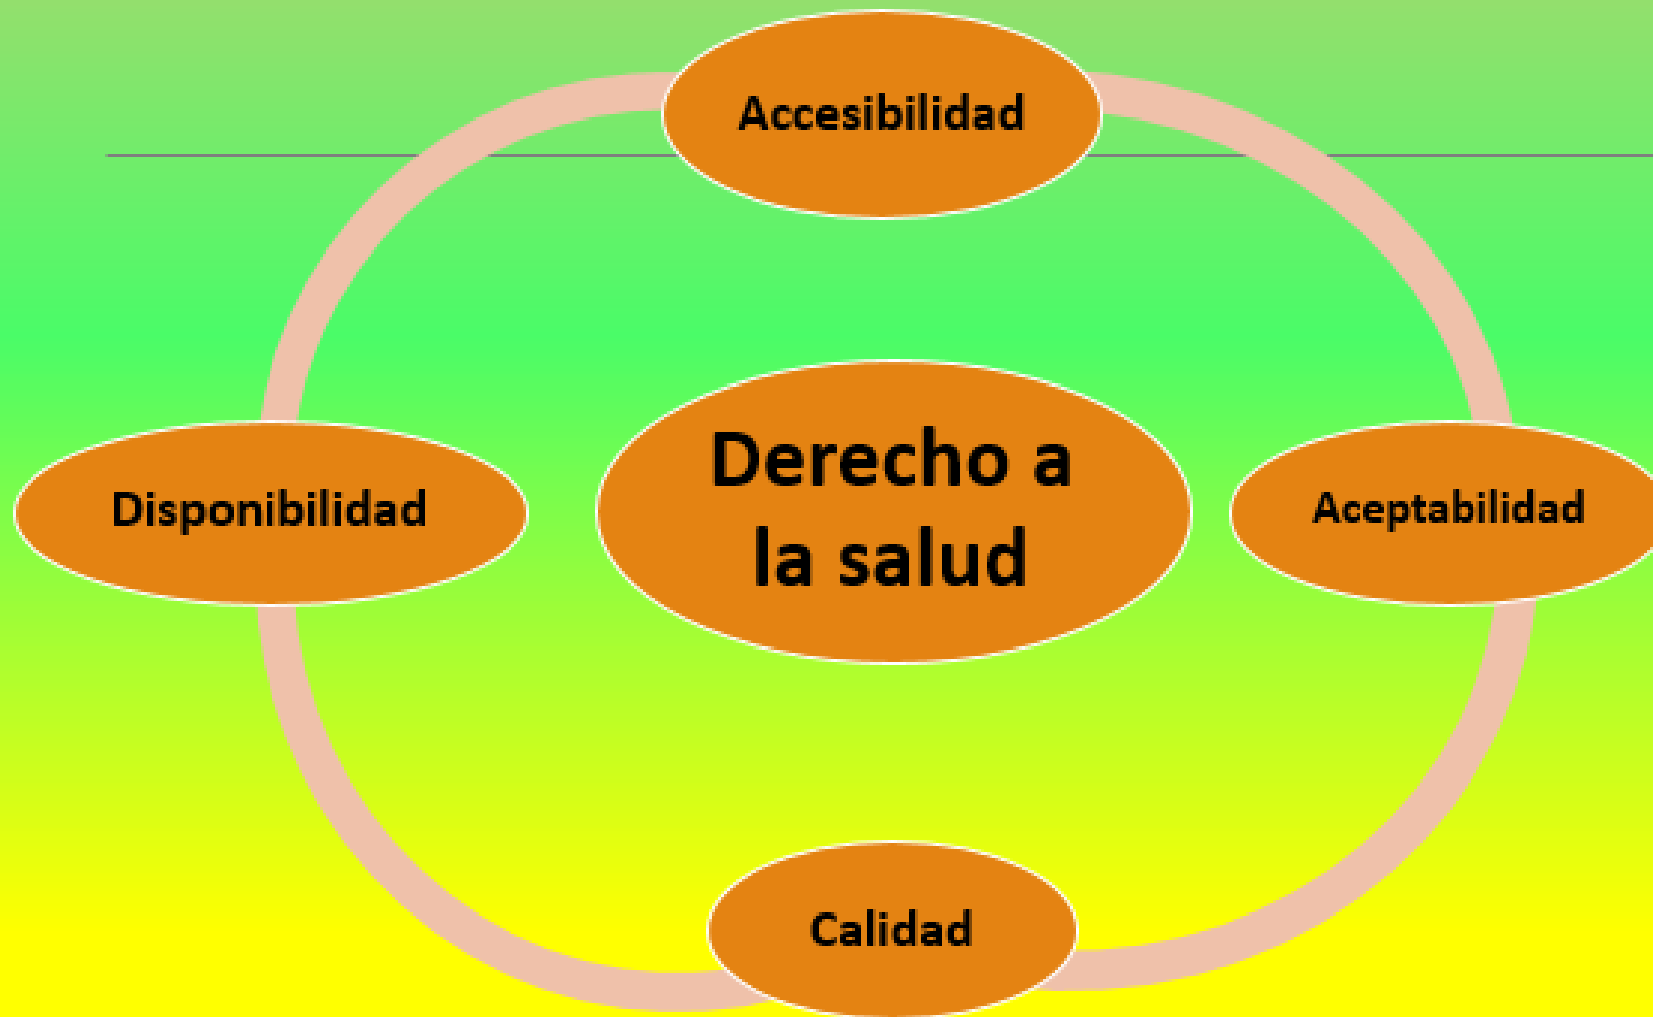 Accesibilidad
Derecho a
la salud
Disponibilidad
Aceptabilidad
Calidad